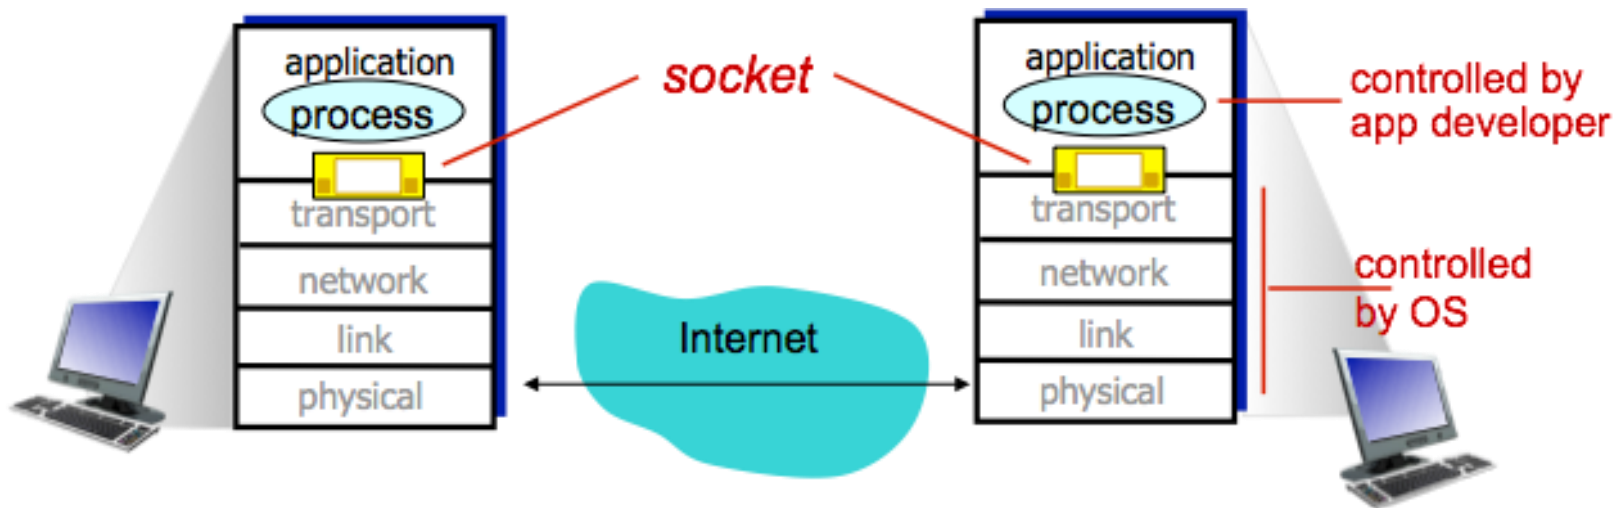 application
process
transport
network
link
physical
socket
Internet
application
process
transport
network
link
physical
controlled by
app developer
controlled
by OS